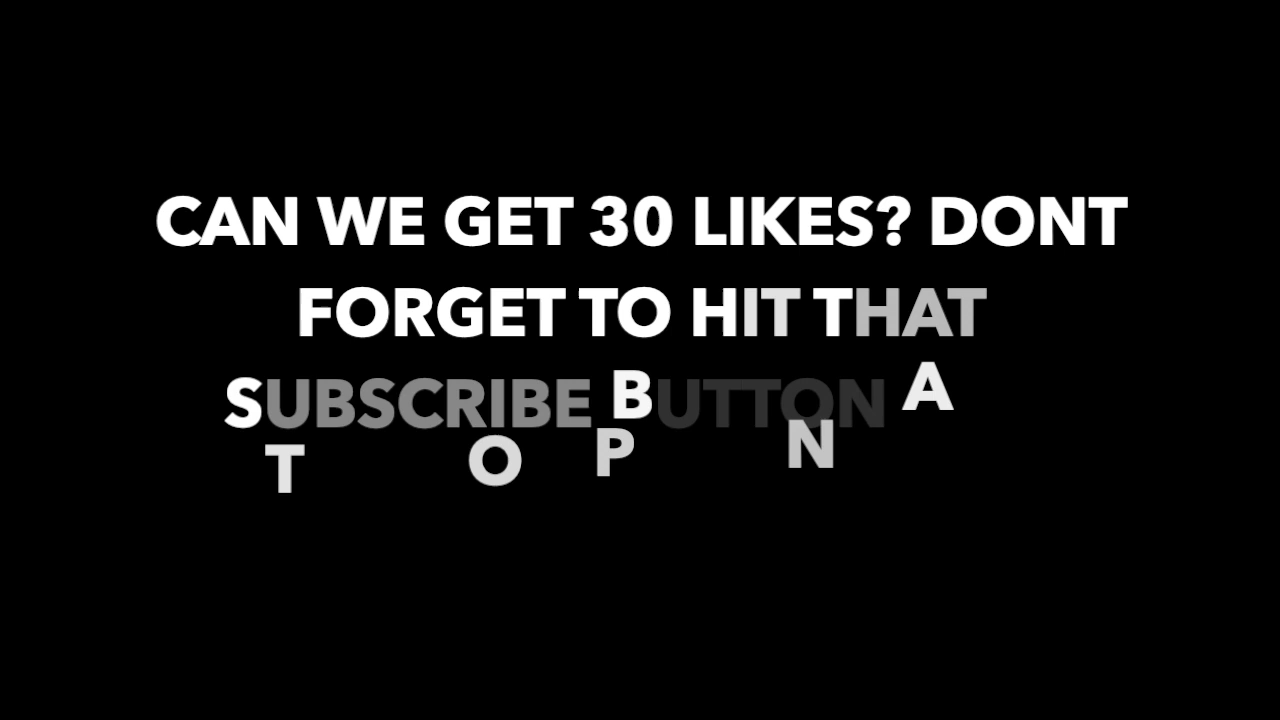 CAN WE GET 30 LIKES? DONT
FORGET TO HIT THAT
SUBSCRIBE BUTTON A
T O P N